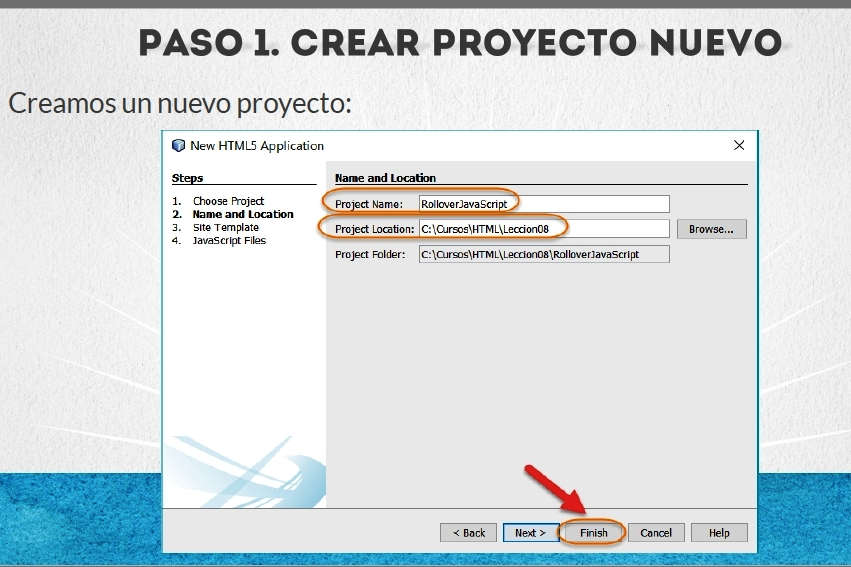 PASO 1. CREAR PROYECTO NUEVO
Creamos un nuevo proyecto:
New HTML5 Application
Steps
1. Choose Project
2. Name and Location
3. Site Template
4. JavaScript Files
Name and Location
Project Name: RolloverJavaScript
Project Location: C:\Cursos\HTML\Leccion08 Browse...
Project Folder: C:\Cursos\HTML\Leccion08\RolloverJavaScript
< Back Next > Finish Cancel Help